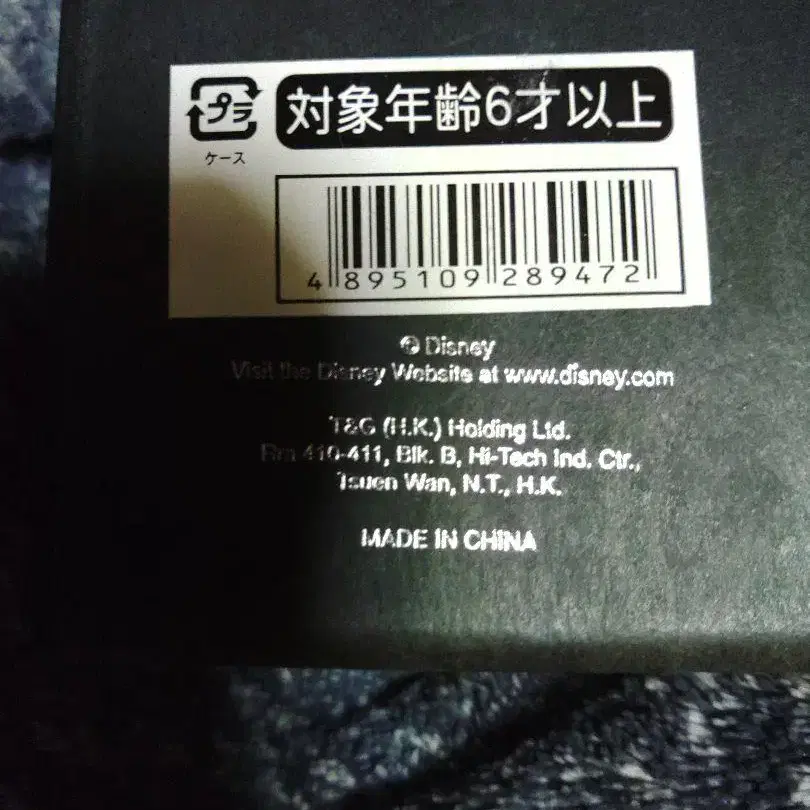 プラ
対象年齢6才以上
ケース
4 895109 289472
© Disney
Visit the Disney Website at www.disney.com
T&G (H.K.) Holding Ltd.
Rm 410-411, Blk. B, Hi-Tech Ind. Ctr.,
Tsuen Wan, N.T., H.K.
MADE IN CHINA